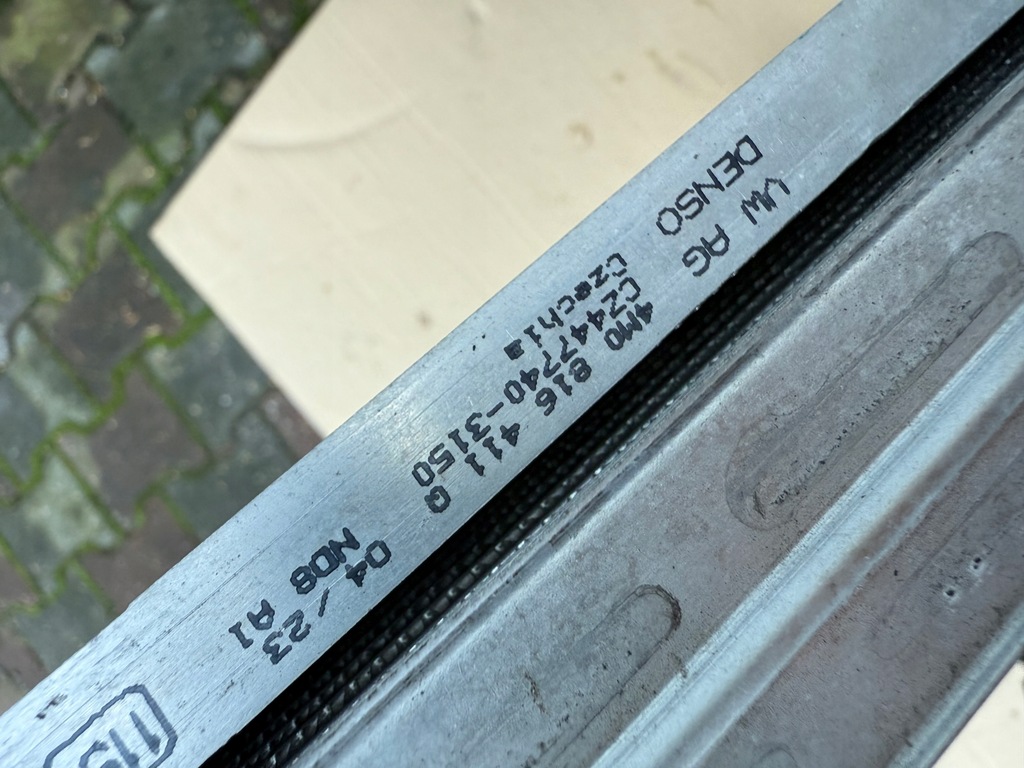 VW AG
DENSO
4M0 816 411 Q
CZ447740-3150
Czechia
04/23
N08 A1